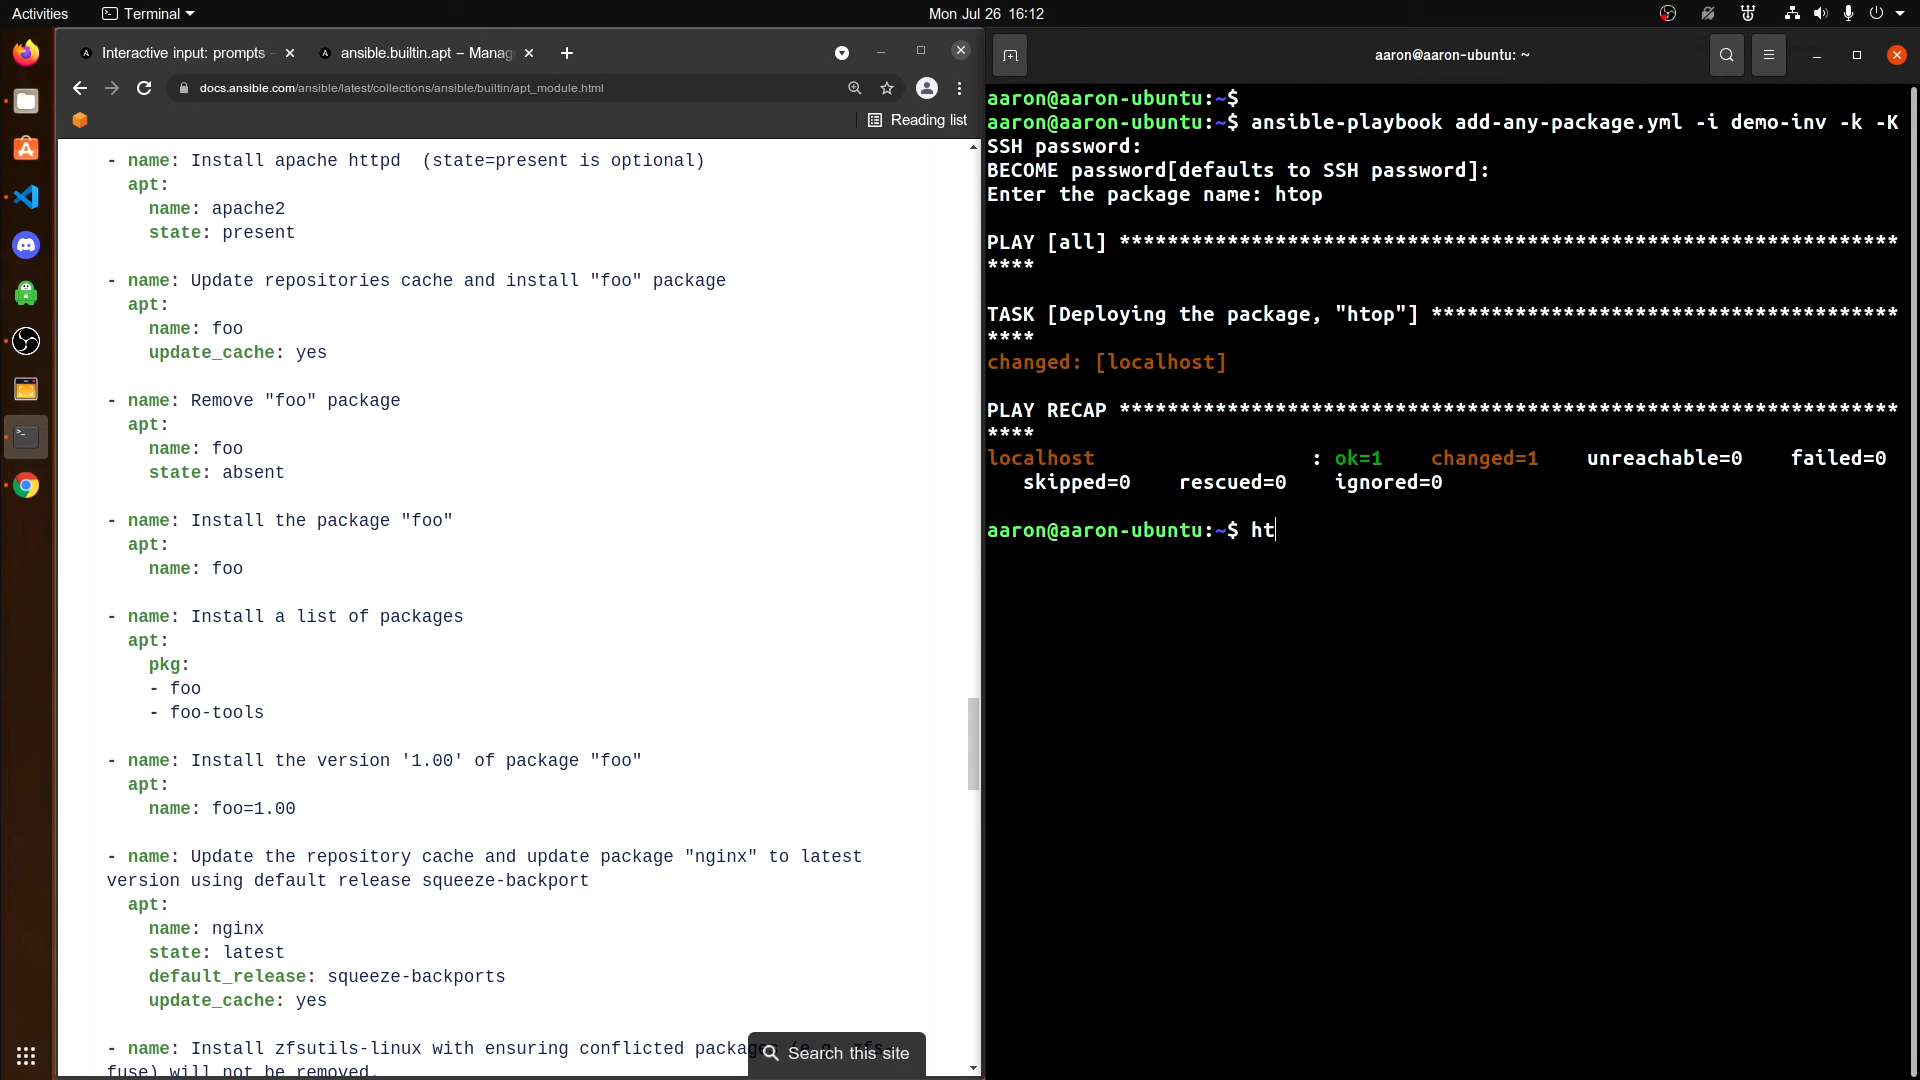 Activities
Terminal
Mon Jul 26 16:12
Interactive input: prompts -
ansible.builtin.apt – Manag
docs.ansible.com/ansible/latest/collections/ansible/builtin/apt_module.html
Reading list
- name: Install apache httpd  (state=present is optional)
apt:
name: apache2
state: present
- name: Update repositories cache and install "foo" package
apt:
name: foo
update_cache: yes
- name: Remove "foo" package
apt:
name: foo
state: absent
- name: Install the package "foo"
apt:
name: foo
- name: Install a list of packages
apt:
pkg:
- foo
- foo-tools
- name: Install the version '1.00' of package "foo"
apt:
name: foo=1.00
- name: Update the repository cache and update package "nginx" to latest
version using default release squeeze-backport
apt:
name: nginx
state: latest
default_release: squeeze-backports
update_cache: yes
- name: Install zfsutils-linux with ensuring conflicted packages (e.g. zfs-
fuse) will not be removed.
Search this site
aaron@aaron-ubuntu: ~
aaron@aaron-ubuntu:~$
aaron@aaron-ubuntu:~$ ansible-playbook add-any-package.yml -i demo-inv -k -K
SSH password:
BECOME password[defaults to SSH password]:
Enter the package name: htop
PLAY [all] *****************************************************************
****
TASK [Deploying the package, "htop"] ***************************************
****
changed: [localhost]
PLAY RECAP *****************************************************************
****
localhost                  : ok=1    changed=1    unreachable=0    failed=0
skipped=0    rescued=0    ignored=0
aaron@aaron-ubuntu:~$ ht